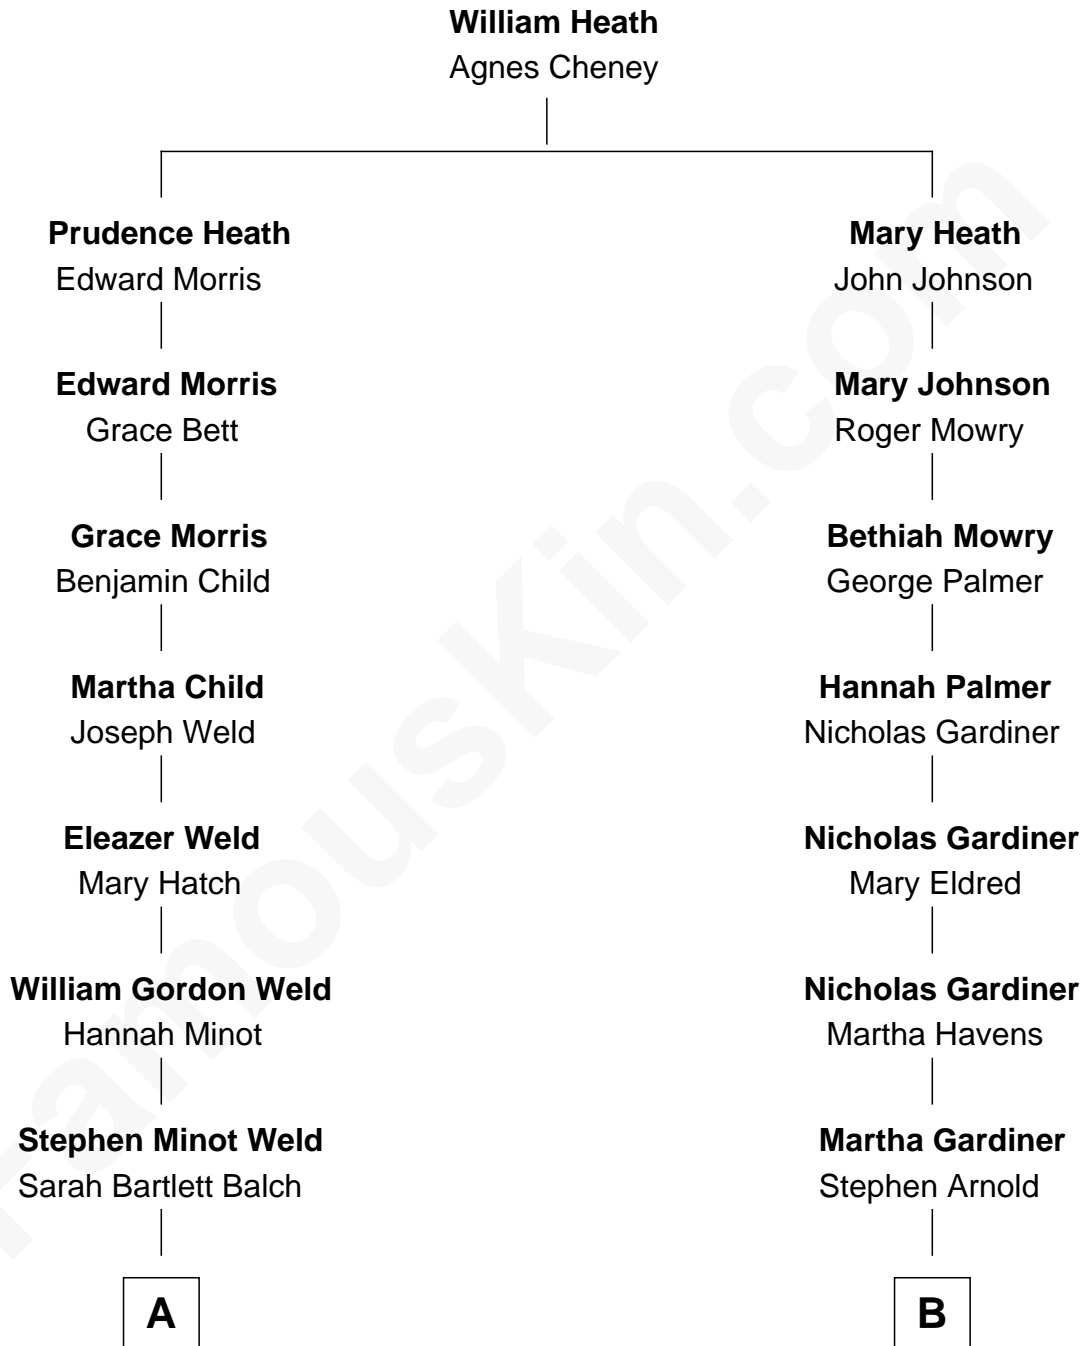 William Heath
Agnes Cheney
Prudence Heath
Edward Morris
Mary Heath
John Johnson
Edward Morris
Grace Bett
Mary Johnson
Roger Mowry
Grace Morris
Benjamin Child
Bethiah Mowry
George Palmer
Martha Child
Joseph Weld
Hannah Palmer
Nicholas Gardiner
Eleazer Weld
Mary Hatch
Nicholas Gardiner
Mary Eldred
William Gordon Weld
Hannah Minot
Nicholas Gardiner
Martha Havens
Stephen Minot Weld
Sarah Bartlett Balch
Martha Gardiner
Stephen Arnold
A
B
FamousKin.com